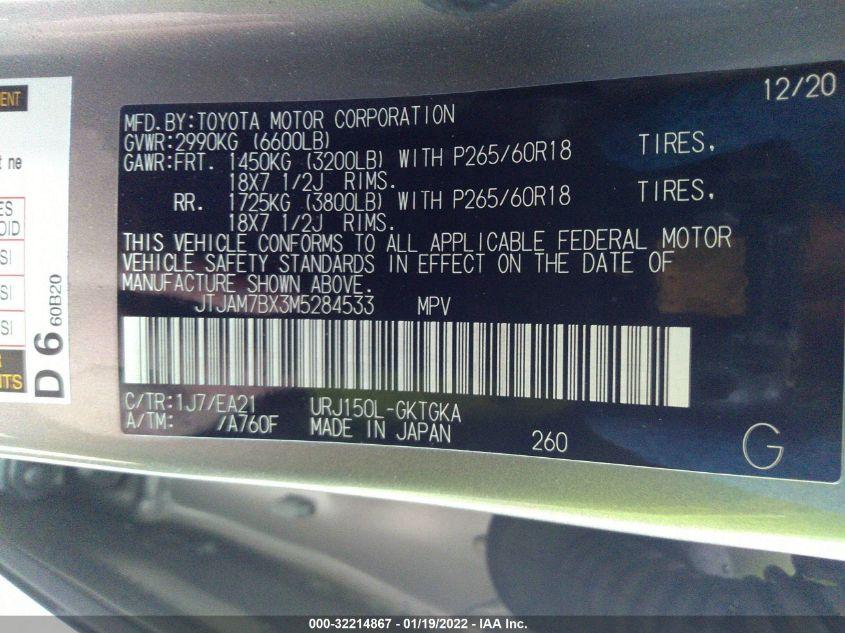 12/20
MFD.BY:TOYOTA MOTOR CORPORATION
GVWR:2990KG (6600LB)
GAWR:FRT. 1450KG (3200LB) WITH P265/60R18 TIRES,
18X7 1/2J RIMS.
RR. 1725KG (3800LB) WITH P265/60R18 TIRES,
18X7 1/2J RIMS.
THIS VEHICLE CONFORMS TO ALL APPLICABLE FEDERAL MOTOR
VEHICLE SAFETY STANDARDS IN EFFECT ON THE DATE OF
MANUFACTURE SHOWN ABOVE.
JTJAM7BX3M5284533 MPV
C/TR:1J7/EA21 URJ150L-GKTGKA
A/TM: /A760F MADE IN JAPAN 260
G
D6
60B20
000-32214867 - 01/19/2022 - IAA Inc.